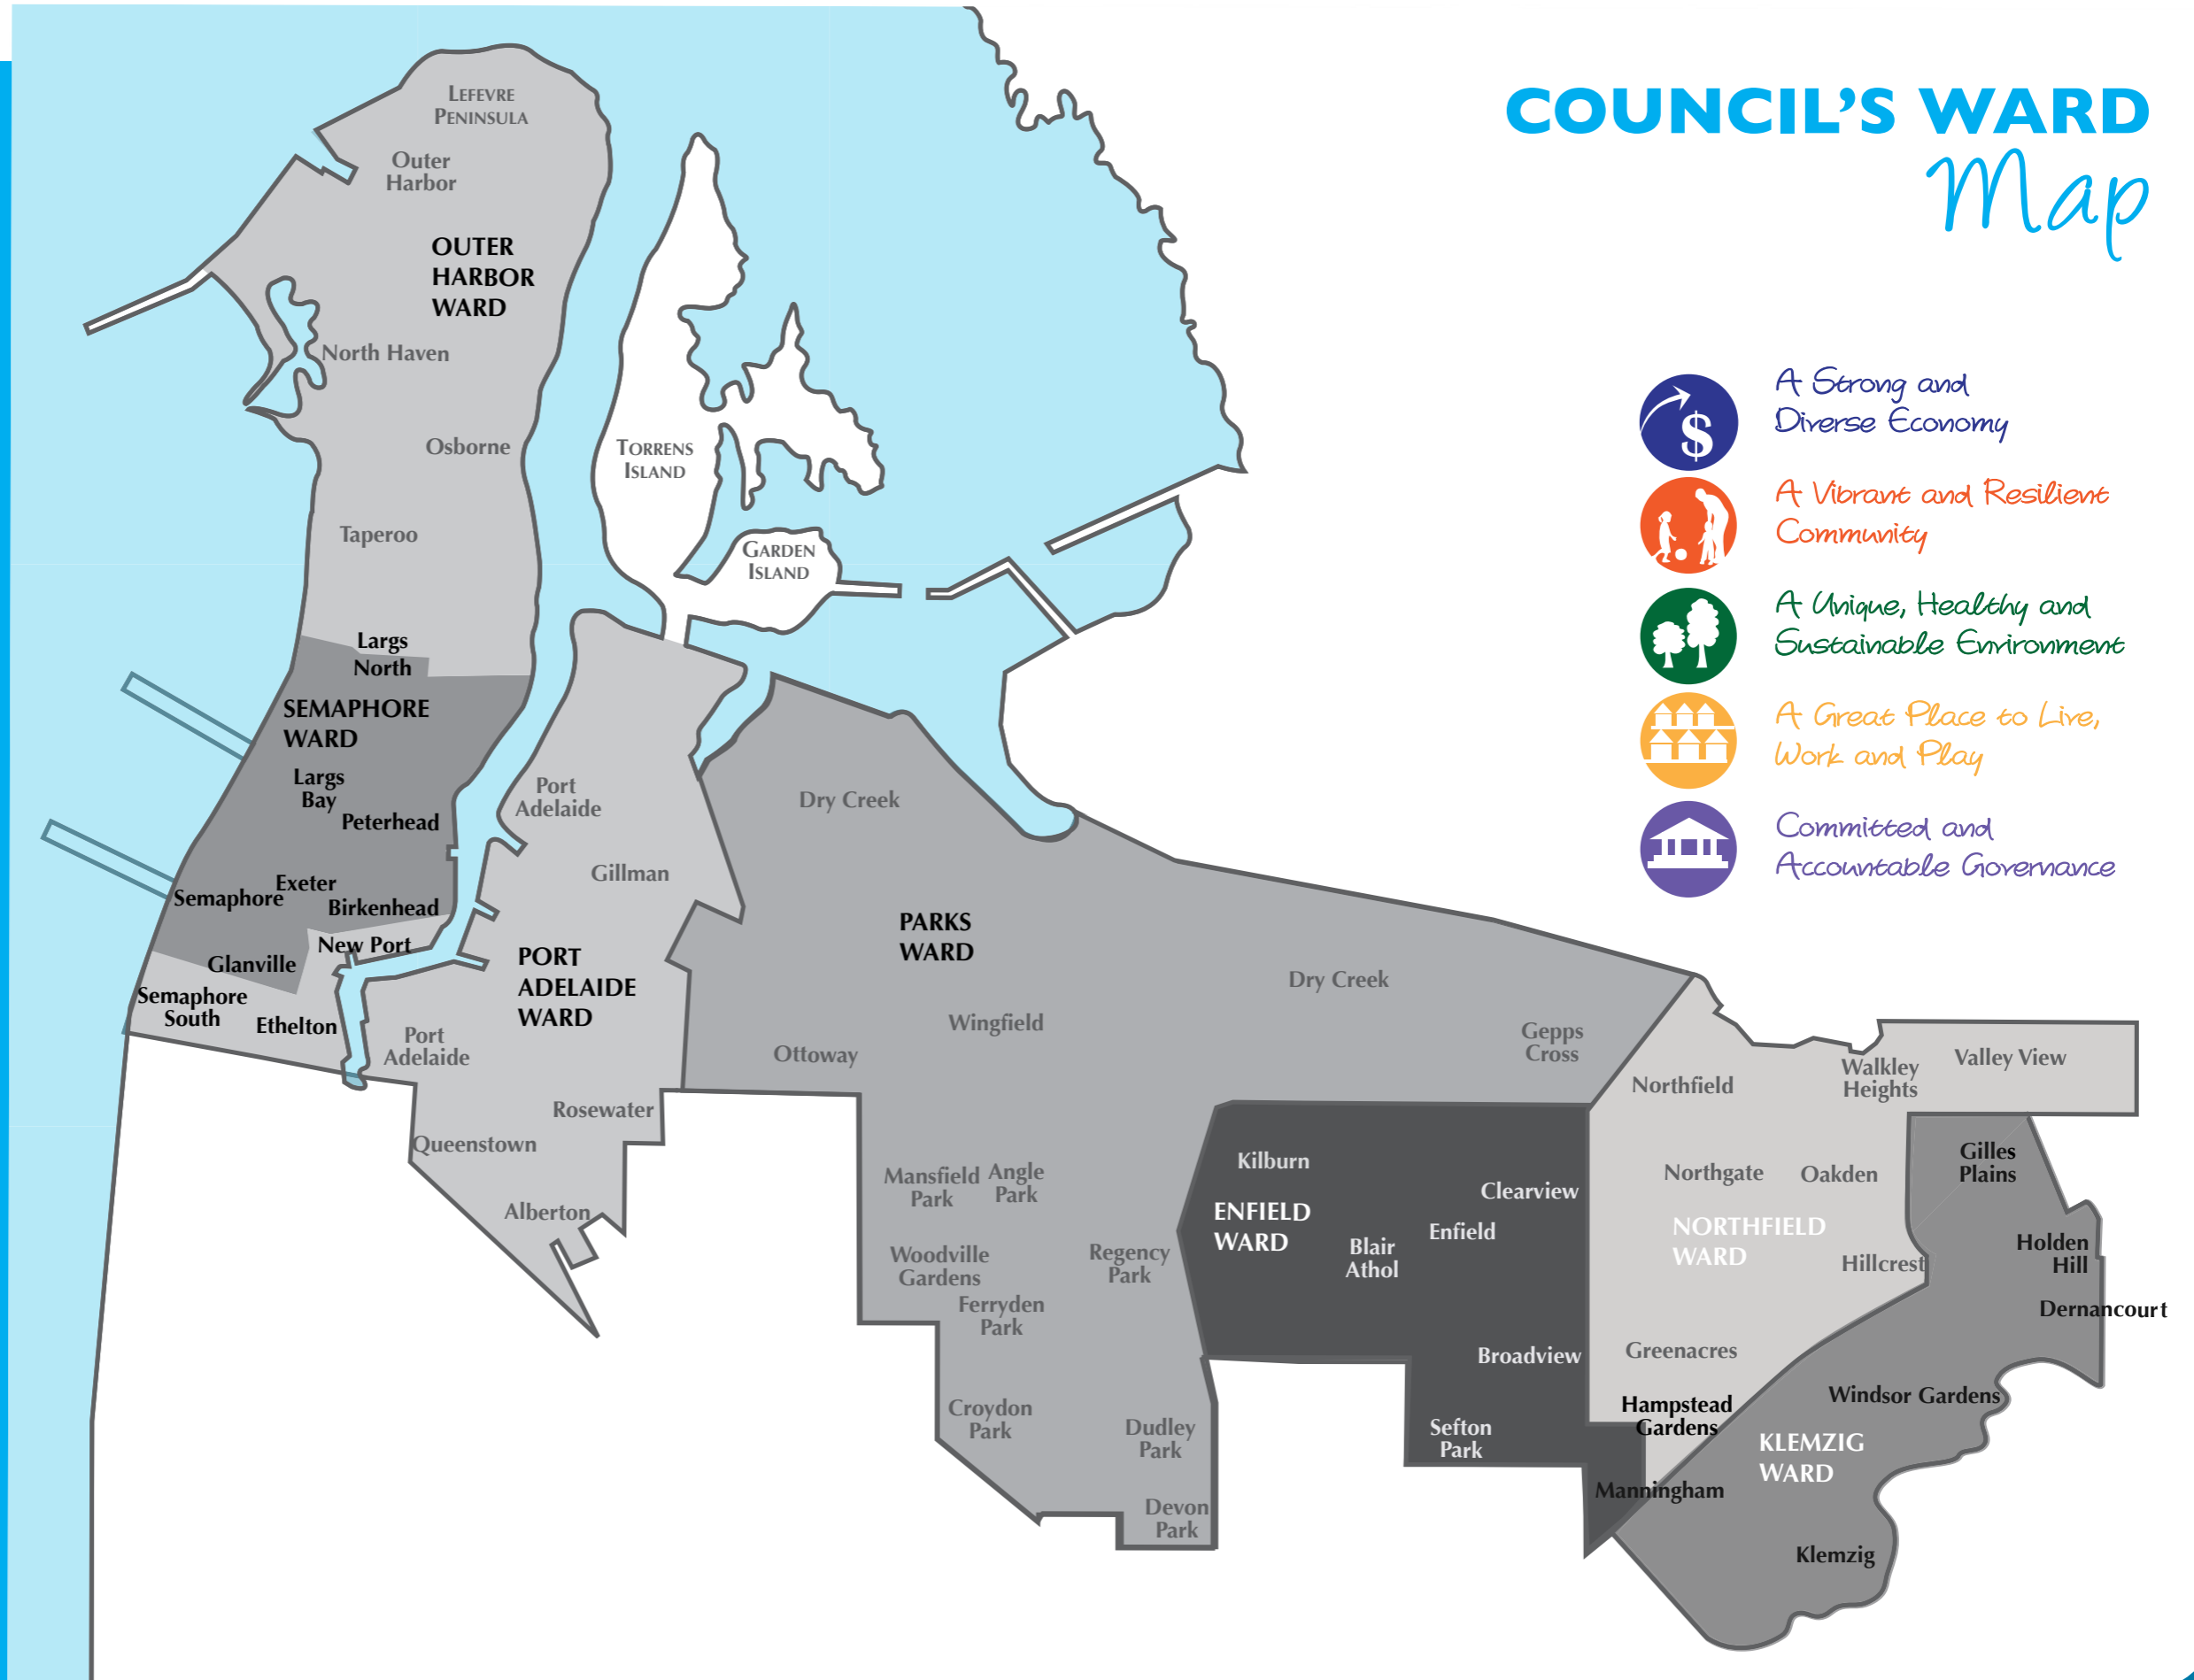 COUNCIL'S WARD
Map
LEFEVRE
PENINSULA
Outer
Harbor
OUTER
HARBOR
WARD
North Haven
Osborne
Taperoo
TORRENS
ISLAND
GARDEN
ISLAND
A Strong and
Diverse Economy
A Vibrant and Resilient
Community
A Unique, Healthy and
Sustainable Environment
A Great Place to Live,
Work and Play
Committed and
Accountable Governance
$
Largs
North
SEMAPHORE
WARD
Largs
Bay
Peterhead
Exeter
Semaphore
Birkenhead
New Port
Glanville
Semaphore
South
Ethelton
Port
Adelaide
Gillman
PORT
ADELAIDE
WARD
Port
Adelaide
Rosewater
Queenstown
Alberton
Dry Creek
PARKS
WARD
Dry Creek
Wingfield
Ottoway
Gepps
Cross
Mansfield
Park
Angle
Park
Woodville
Gardens
Regency
Park
Ferryden
Park
Croydon
Park
Dudley
Park
Devon
Park
Kilburn
ENFIELD
WARD
Clearview
Enfield
Blair
Athol
Broadview
Sefton
Park
Northfield
Walkley
Heights
Valley View
Northgate
Oakden
NORTHFIELD
WARD
Hillcrest
Greenacres
Hampstead
Gardens
Manningham
Gilles
Plains
Holden
Hill
Dernancourt
Windsor Gardens
KLEMZIG
WARD
Klemzig